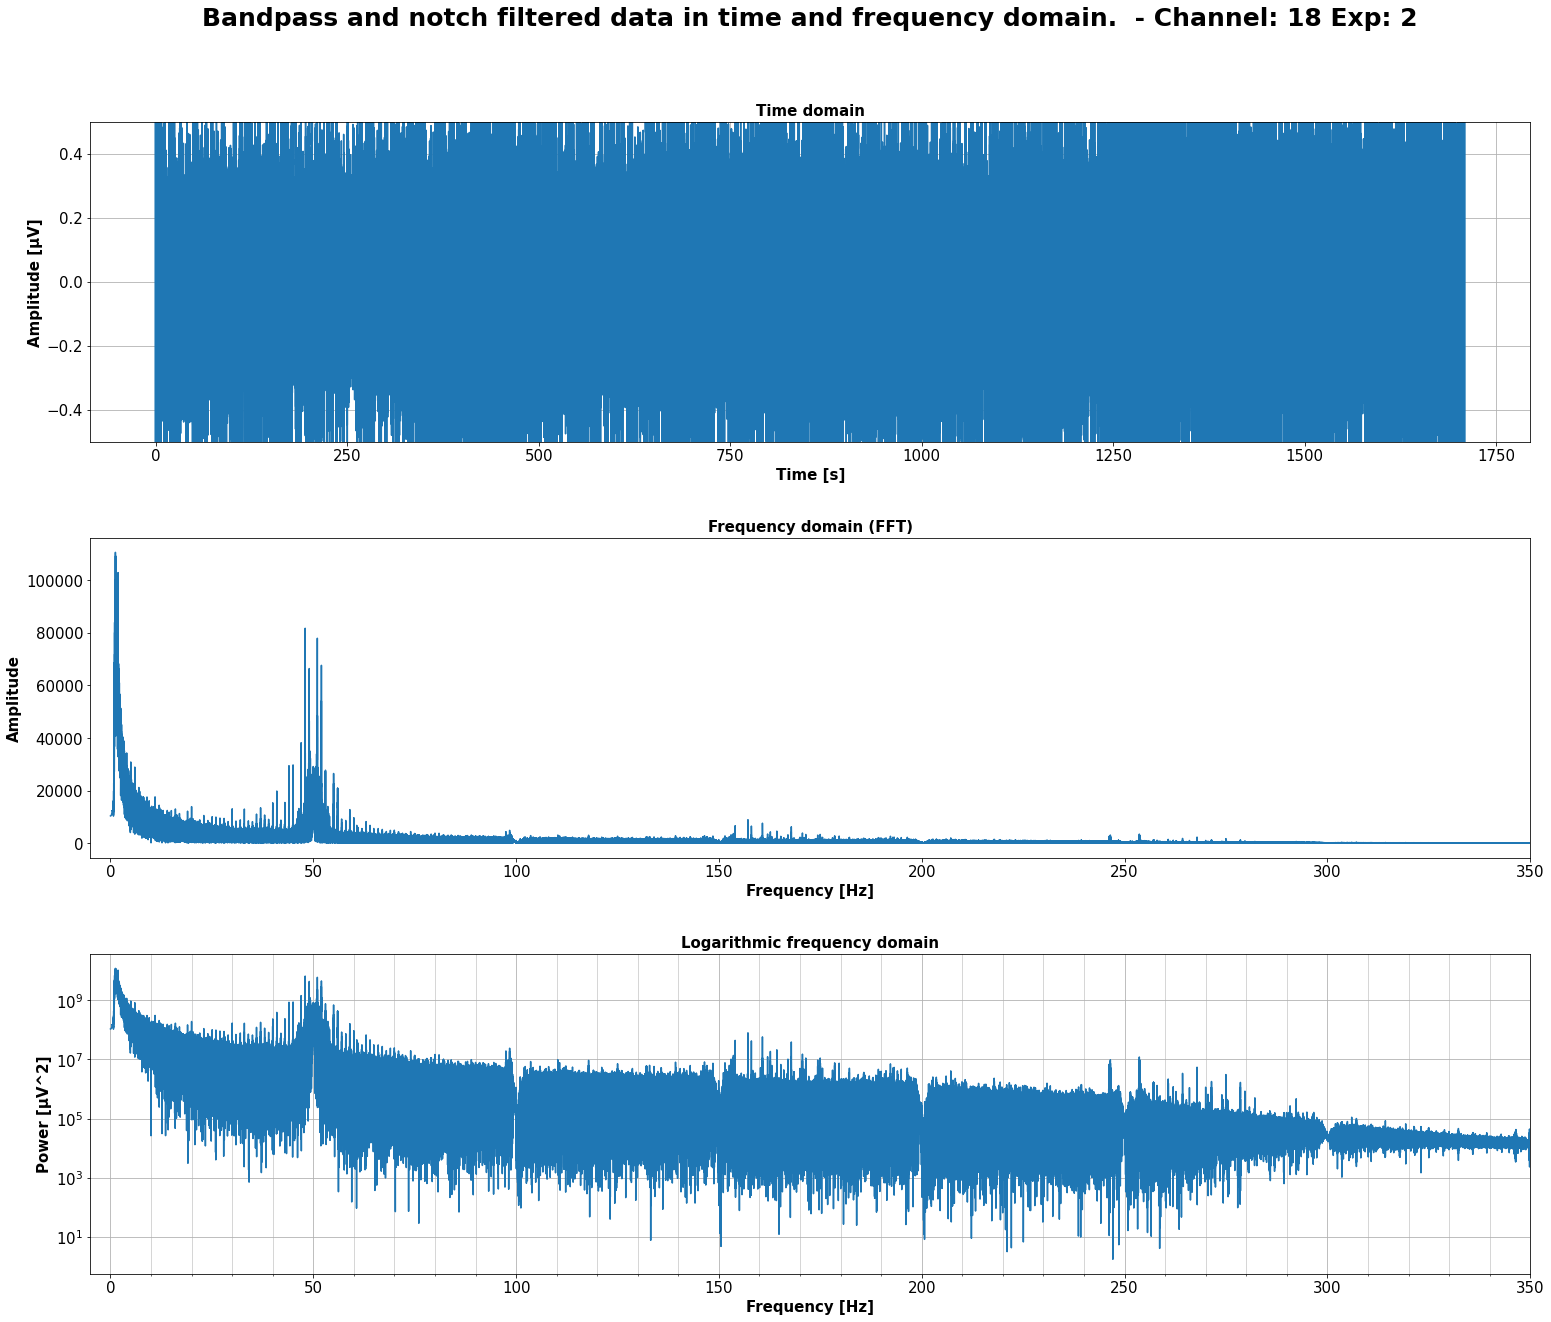 Bandpass and notch filtered data in time and frequency domain.  - Channel: 18 Exp: 2
Time domain
Amplitude [µV]
0.4
0.2
0.0
−0.2
−0.4
0 250 500 750 1000 1250 1500 1750
Time [s]
Frequency domain (FFT)
Amplitude
100000
80000
60000
40000
20000
0
0 50 100 150 200 250 300 350
Frequency [Hz]
Logarithmic frequency domain
Power [µV^2]
10⁹
10⁷
10⁵
10³
10¹
0 50 100 150 200 250 300 350
Frequency [Hz]